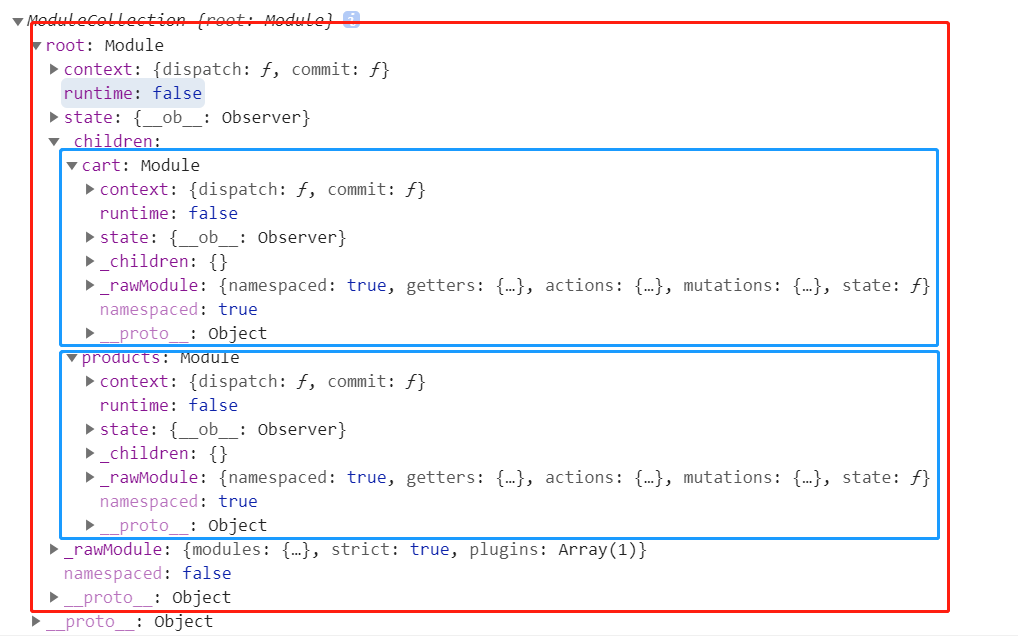 ModuleCollection {root: Module} i
root: Module
context: {dispatch: ƒ, commit: ƒ}
runtime: false
state: {__ob__: Observer}
_children:
cart: Module
context: {dispatch: ƒ, commit: ƒ}
runtime: false
state: {__ob__: Observer}
_children: {}
_rawModule: {namespaced: true, getters: {…}, actions: {…}, mutations: {…}, state: ƒ}
namespaced: true
__proto__: Object
products: Module
context: {dispatch: ƒ, commit: ƒ}
runtime: false
state: {__ob__: Observer}
_children: {}
_rawModule: {namespaced: true, getters: {…}, actions: {…}, mutations: {…}, state: ƒ}
namespaced: true
__proto__: Object
_rawModule: {modules: {…}, strict: true, plugins: Array(1)}
namespaced: false
__proto__: Object
__proto__: Object